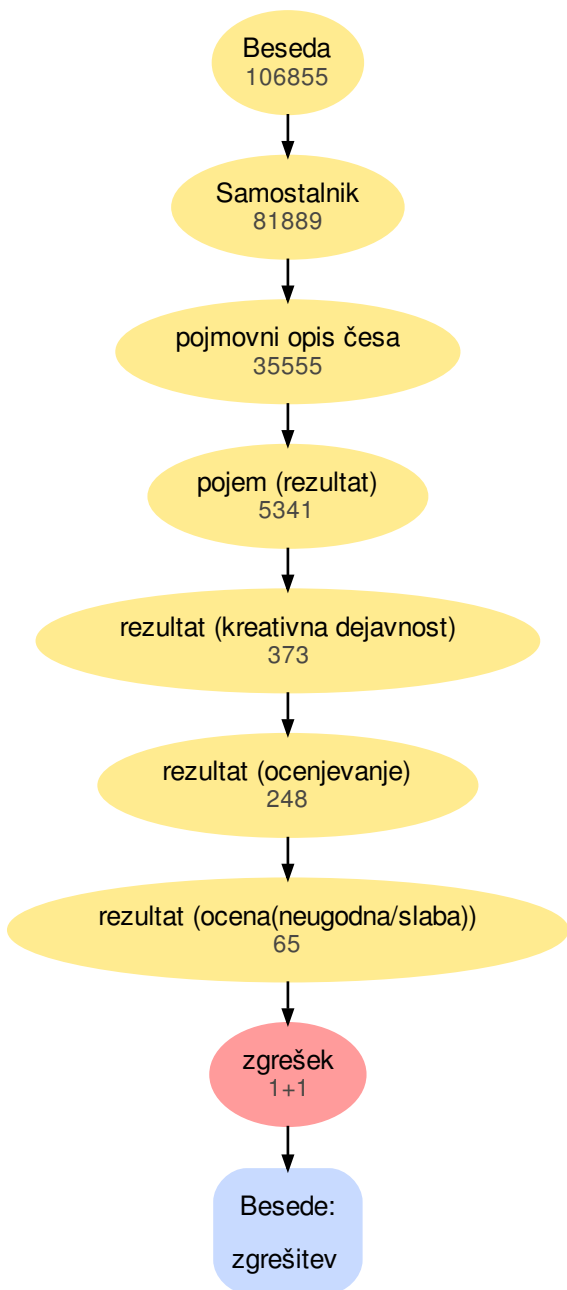 Beseda
106855
Samostalnik
81889
pojmovni opis česa
35555
pojem (rezultat)
5341
rezultat (kreativna dejavnost)
373
rezultat (ocenjevanje)
248
rezultat (ocena(neugodna/slaba))
65
zgrešek
1+1
Besede:
zgrešitev